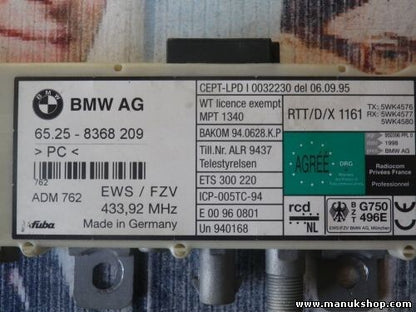 BMW AG
65.25 - 8368 209
> PC <
762
ADM 762
EWS / FZV
433,92 MHz
Made in Germany
fuba
CEPT-LPD I 0032230 del 06.09.95
WT licence exempt
MPT 1340
BAKOM 94.0628.K.P
Till.Nr. ALR 9437
Telestyrelsen
ETS 300 220
ICP-005TC-94
E 00 96 0801
Un 940168
RTT/D/X 1161
TX: 5WK4576
RX: 5WK4577
5WK4580
AGREE
DRG
1998
BMW
Radiocom
Privées
Professionnel
rcd
NL
B
Z
T
G750
496E
EWS/FZV BMW AG, München
CE
www.manukshop.com